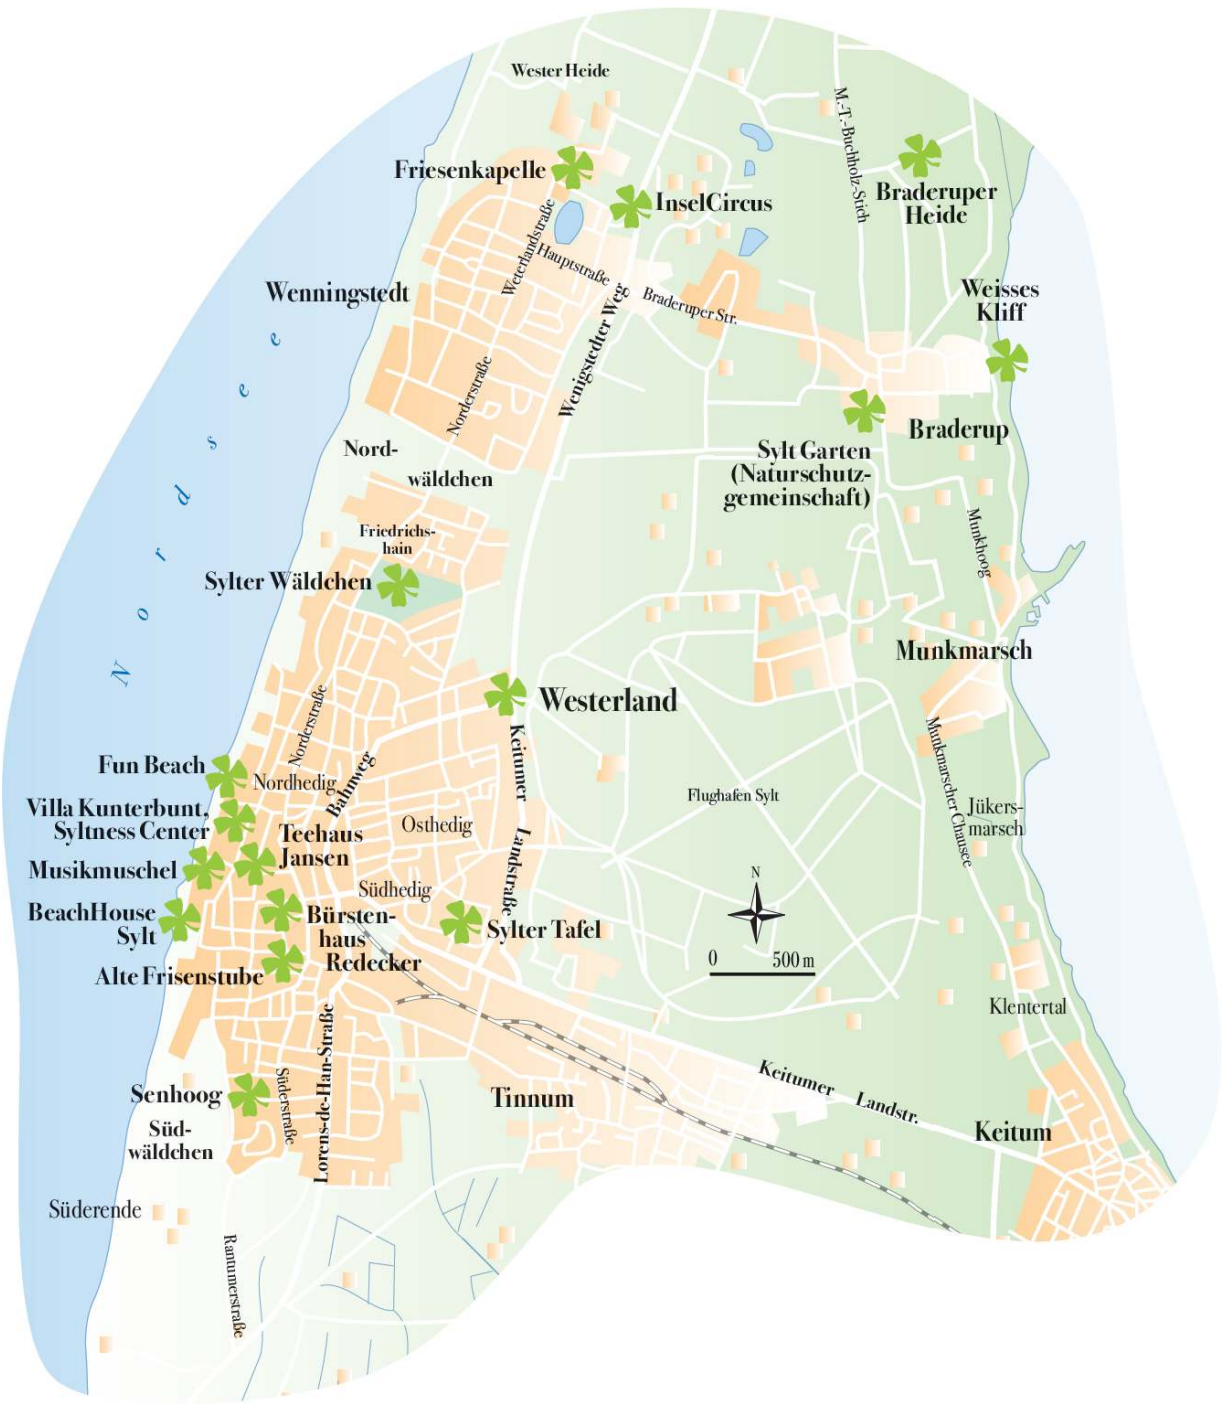 Wester Heide
M.-T.-Buchholz-Stich
Friesenkapelle
InselCircus
Braderuper
Heide
Weterlandstraße
Hauptstraße
Wenningstedt
Braderuper Str.
Weisses
Kliff
Wenigstedter Weg
Norderstraße
Braderup
Nord-
wäldchen
Sylt Garten
(Naturschutz-
gemeinschaft)
Nordsee
Friedrichs-
hain
Munkhoog
Sylter Wäldchen
Munkmarsch
Westerland
Norderstraße
Bahnweg
Keitumer Landstraße
Munkmarscher Chausee
Fun Beach
Nordhedig
Flughafen Sylt
Jükers-
marsch
Villa Kunterbunt,
Syltness Center
Teehaus
Jansen
Osthedig
Musikmuschel
Südhedig
N
BeachHouse
Sylt
Bürsten-
haus
Redecker
Sylter Tafel
0 500 m
Alte Frisenstube
Klentertal
Lorens-de-Han-Straße
Senhoog
Süderstraße
Tinnum
Keitumer Landstr.
Keitum
Süd-
wäldchen
Süderende
Rantumerstraße